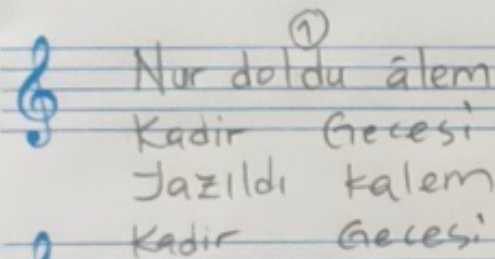 1
Nur doldu âlem
Kadir Gecesi
Yazıldı kalem
Kadir Gecesi